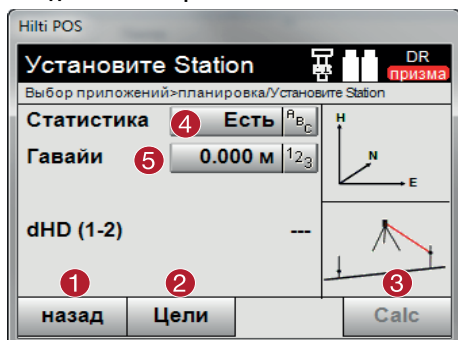 Hilti POS
Установите Station
DR
призма
Выбор приложений>планировка/Установите Station
Статистика 4 Есть ABC
Гавайи 5 0.000 м 123
dHD (1-2) ---
H
N
E
1 2 3
назад Цели Calc